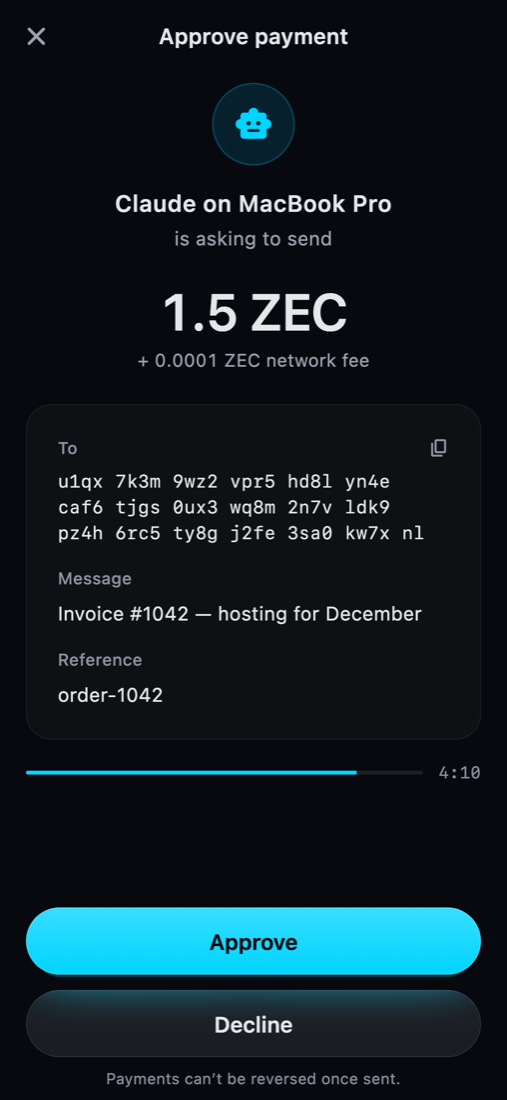 Approve payment
Claude on MacBook Pro
is asking to send
1.5 ZEC
+ 0.0001 ZEC network fee
To
u1qx 7k3m 9wz2 vpr5 hd8l yn4e
caf6 tjgs 0ux3 wq8m 2n7v ldk9
pz4h 6rc5 ty8g j2fe 3sa0 kw7x nl
Message
Invoice #1042 — hosting for December
Reference
order-1042
4:10
Approve
Decline
Payments can’t be reversed once sent.